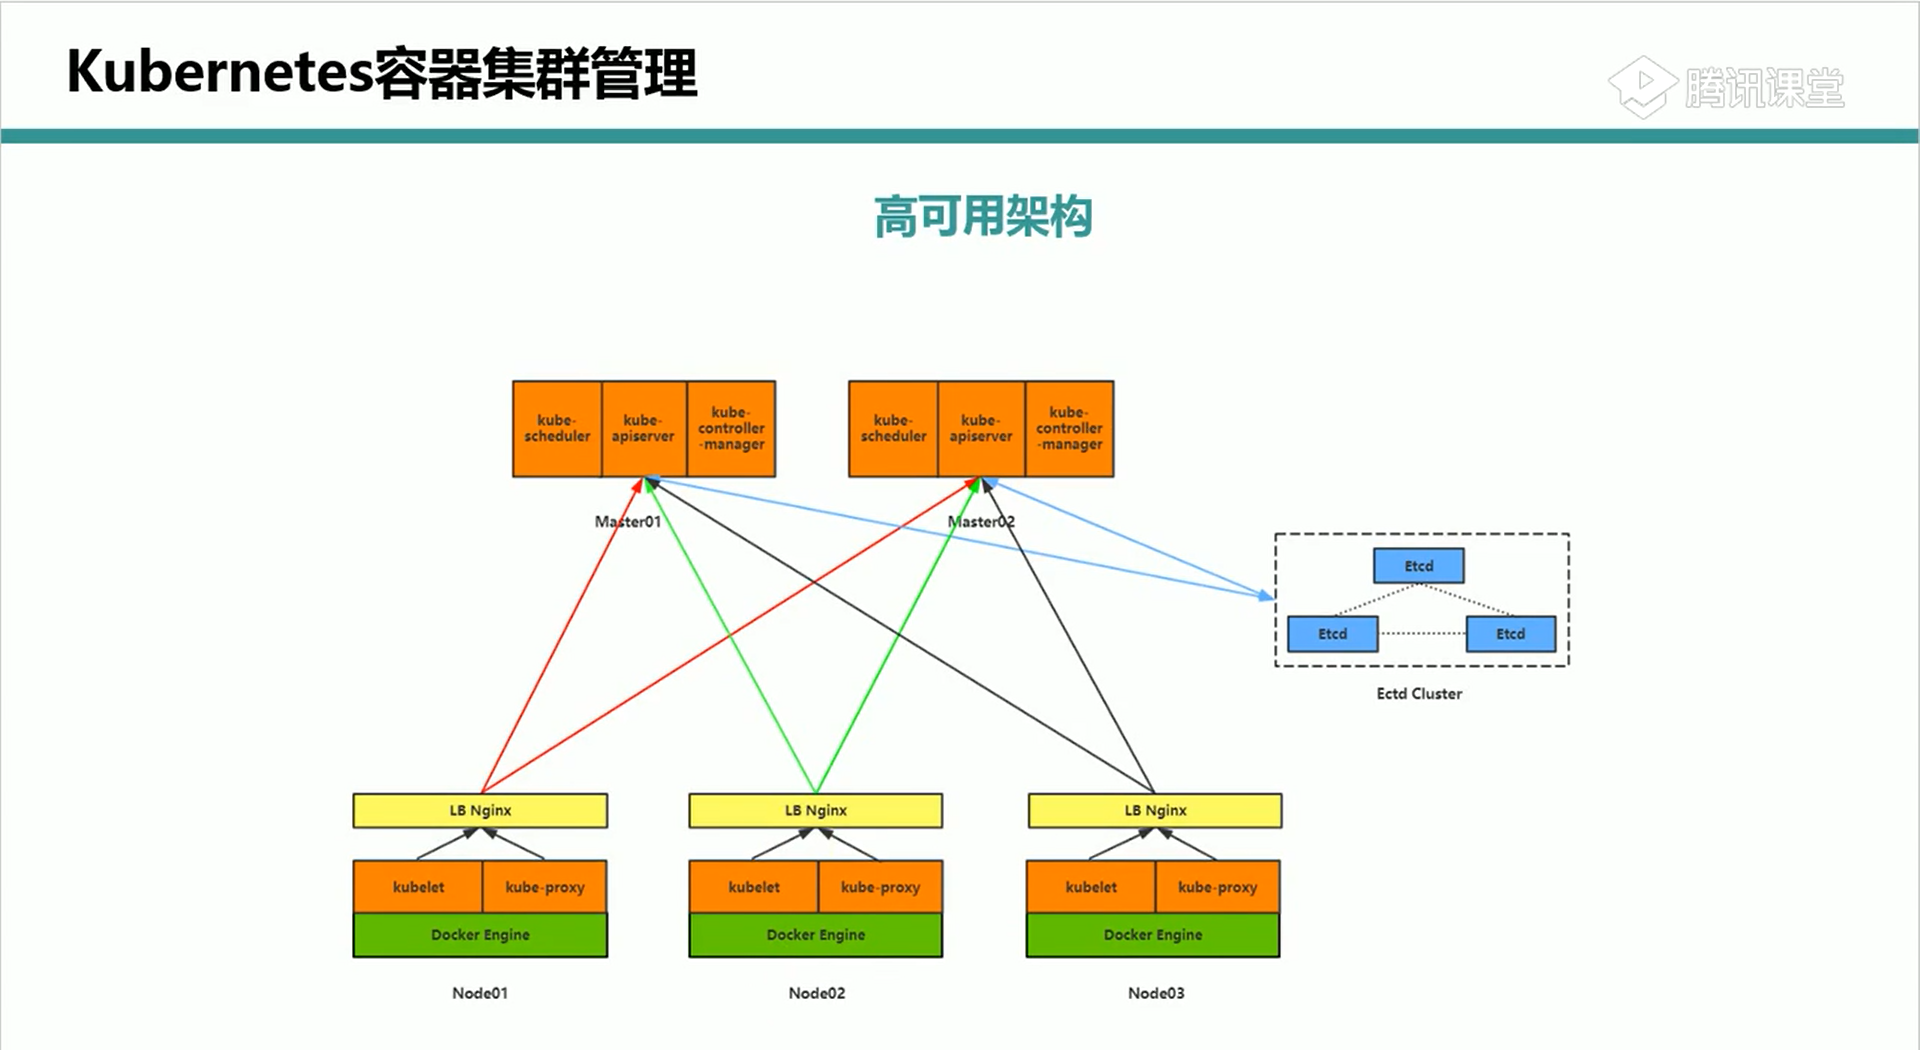 Kubernetes容器集群管理
腾讯课堂
高可用架构
kube-
scheduler
kube-
apiserver
kube-
controller
-manager
kube-
scheduler
kube-
apiserver
kube-
controller
-manager
Master01
Master02
Etcd
Etcd
Etcd
Ectd Cluster
LB Nginx
LB Nginx
LB Nginx
kubelet
kube-proxy
kubelet
kube-proxy
kubelet
kube-proxy
Docker Engine
Docker Engine
Docker Engine
Node01
Node02
Node03